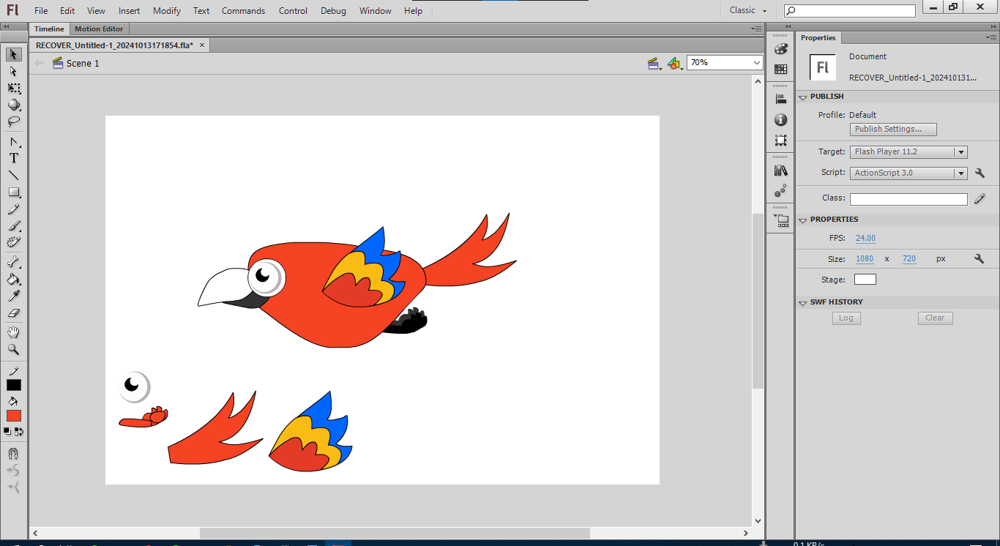 Fl File Edit View Insert Modify Text Commands Control Debug Window Help Classic
Timeline Motion Editor
RECOVER_Untitled-1_20241013171854.fla*
Scene 1 70%
T
Properties
Fl Document
RECOVER_Untitled-1_202410131...
PUBLISH
Profile: Default
Publish Settings...
Target: Flash Player 11.2
Script: ActionScript 3.0
Class:
PROPERTIES
FPS: 24.00
Size: 1080 x 720 px
Stage:
SWF HISTORY
Log Clear